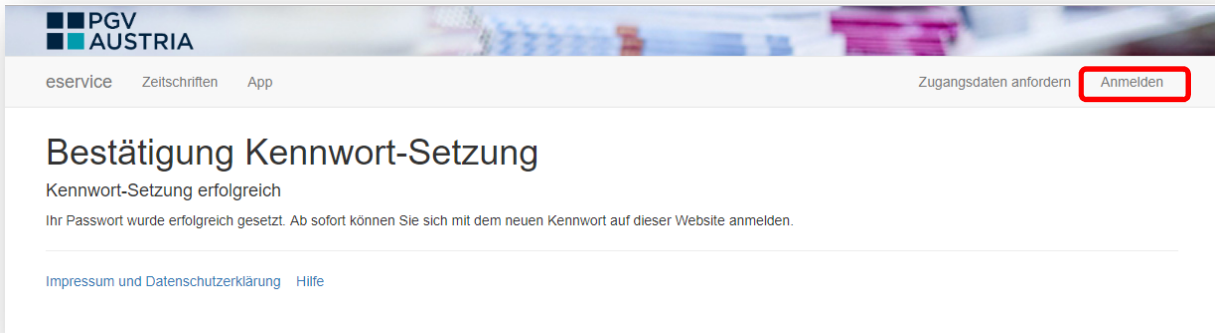 PGV
AUSTRIA
eservice Zeitschriften App Zugangsdaten anfordern Anmelden
Bestätigung Kennwort-Setzung
Kennwort-Setzung erfolgreich
Ihr Passwort wurde erfolgreich gesetzt. Ab sofort können Sie sich mit dem neuen Kennwort auf dieser Website anmelden.
Impressum und Datenschutzerklärung Hilfe